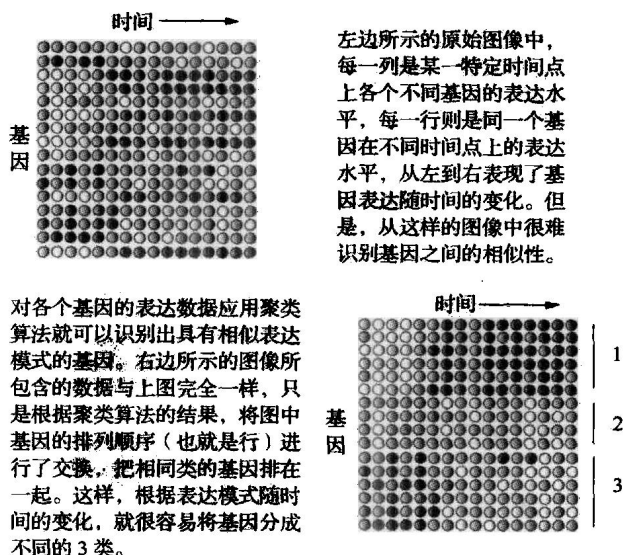 时间
基
因
左边所示的原始图像中，
每一列是某一特定时间点
上各个不同基因的表达水
平，每一行则是同一个基
因在不同时间点上的表达
水平，从左到右表现了基
因表达随时间的变化。但
是，从这样的图像中很难
识别基因之间的相似性。
对各个基因的表达数据应用聚类
算法就可以识别出具有相似表达
模式的基因。右边所示的图像所
包含的数据与上图完全一样，只
是根据聚类算法的结果，将图中
基因的排列顺序（也就是行）进
行了交换，把相同类的基因排在
一起。这样，根据表达模式随时
间的变化，就很容易将基因分成
不同的 3 类。
时间
基
因
1
2
3